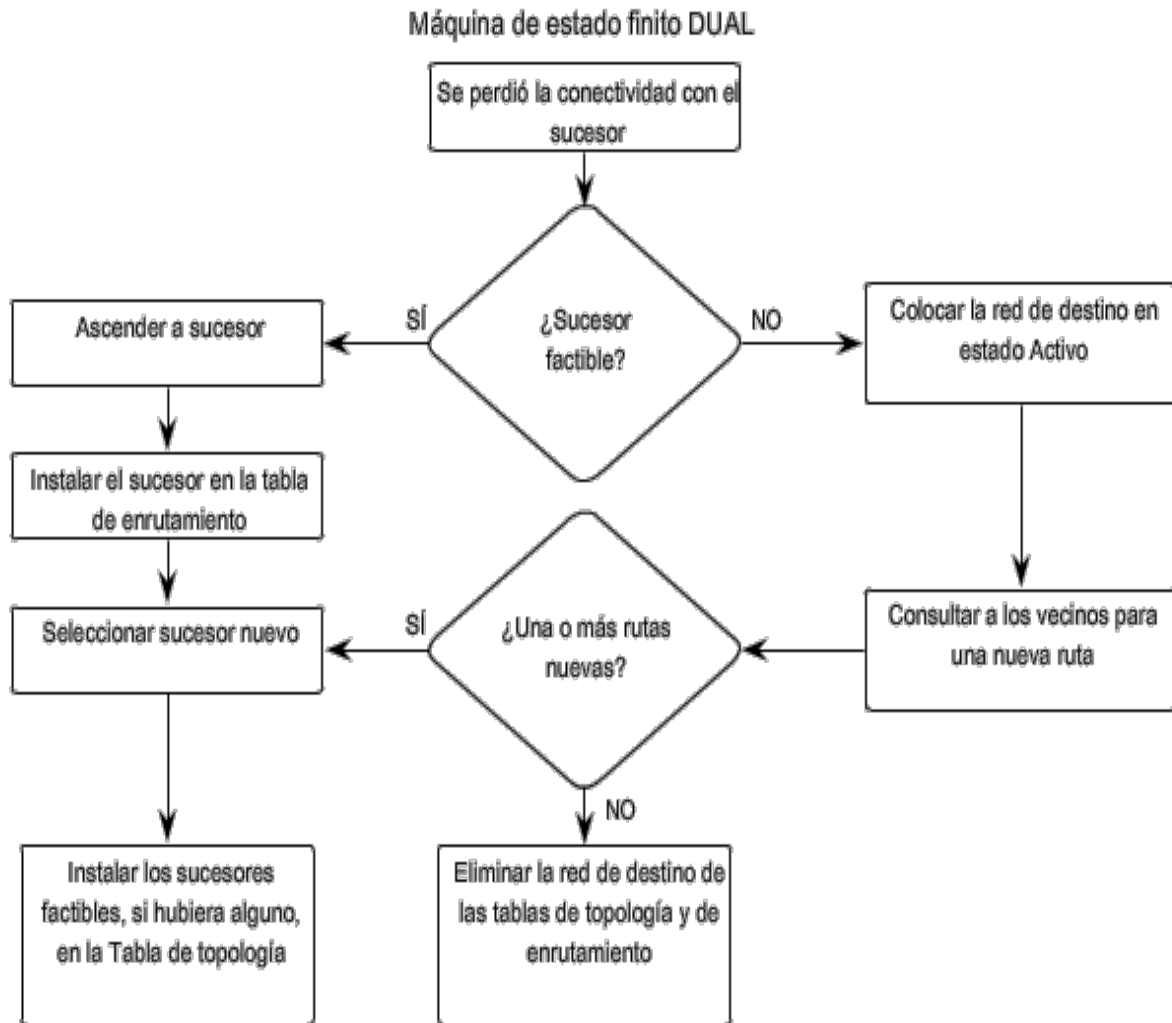 Máquina de estado finito DUAL
Se perdió la conectividad con el
sucesor
¿Sucesor
factible?
SÍ
NO
Ascender a sucesor
Colocar la red de destino en
estado Activo
Instalar el sucesor en la tabla
de enrutamiento
Seleccionar sucesor nuevo
SÍ
¿Una o más rutas
nuevas?
Consultar a los vecinos para
una nueva ruta
NO
Instalar los sucesores
factibles, si hubiera alguno,
en la Tabla de topología
Eliminar la red de destino de
las tablas de topología y de
enrutamiento